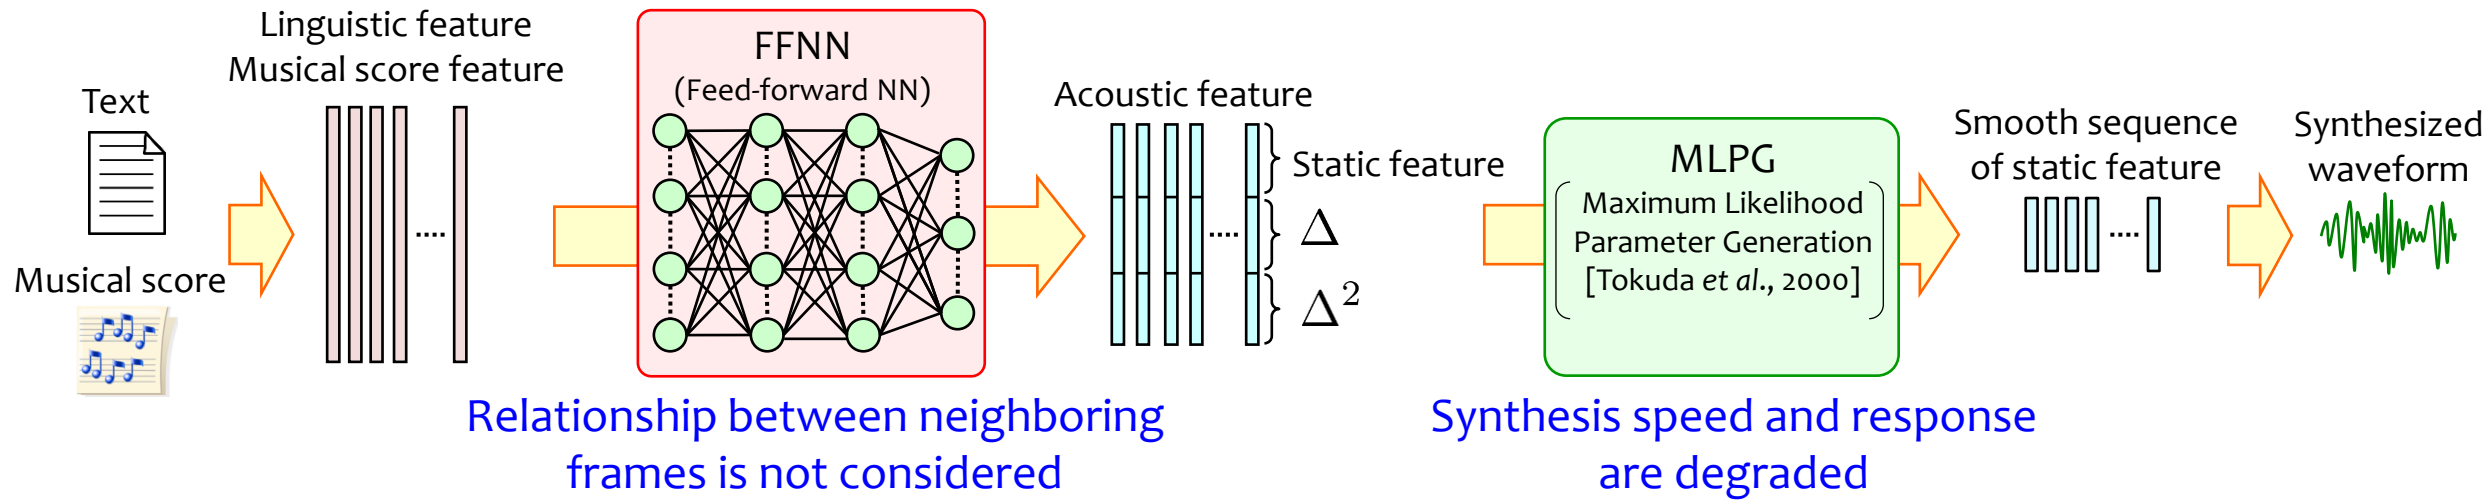 Text
Musical score
Linguistic feature
Musical score feature
....
FFNN
(Feed-forward NN)
Relationship between neighboring
frames is not considered
Acoustic feature
....
Static feature
Δ
Δ²
MLPG
Maximum Likelihood
Parameter Generation
[Tokuda et al., 2000]
Synthesis speed and response
are degraded
Smooth sequence
of static feature
....
Synthesized
waveform